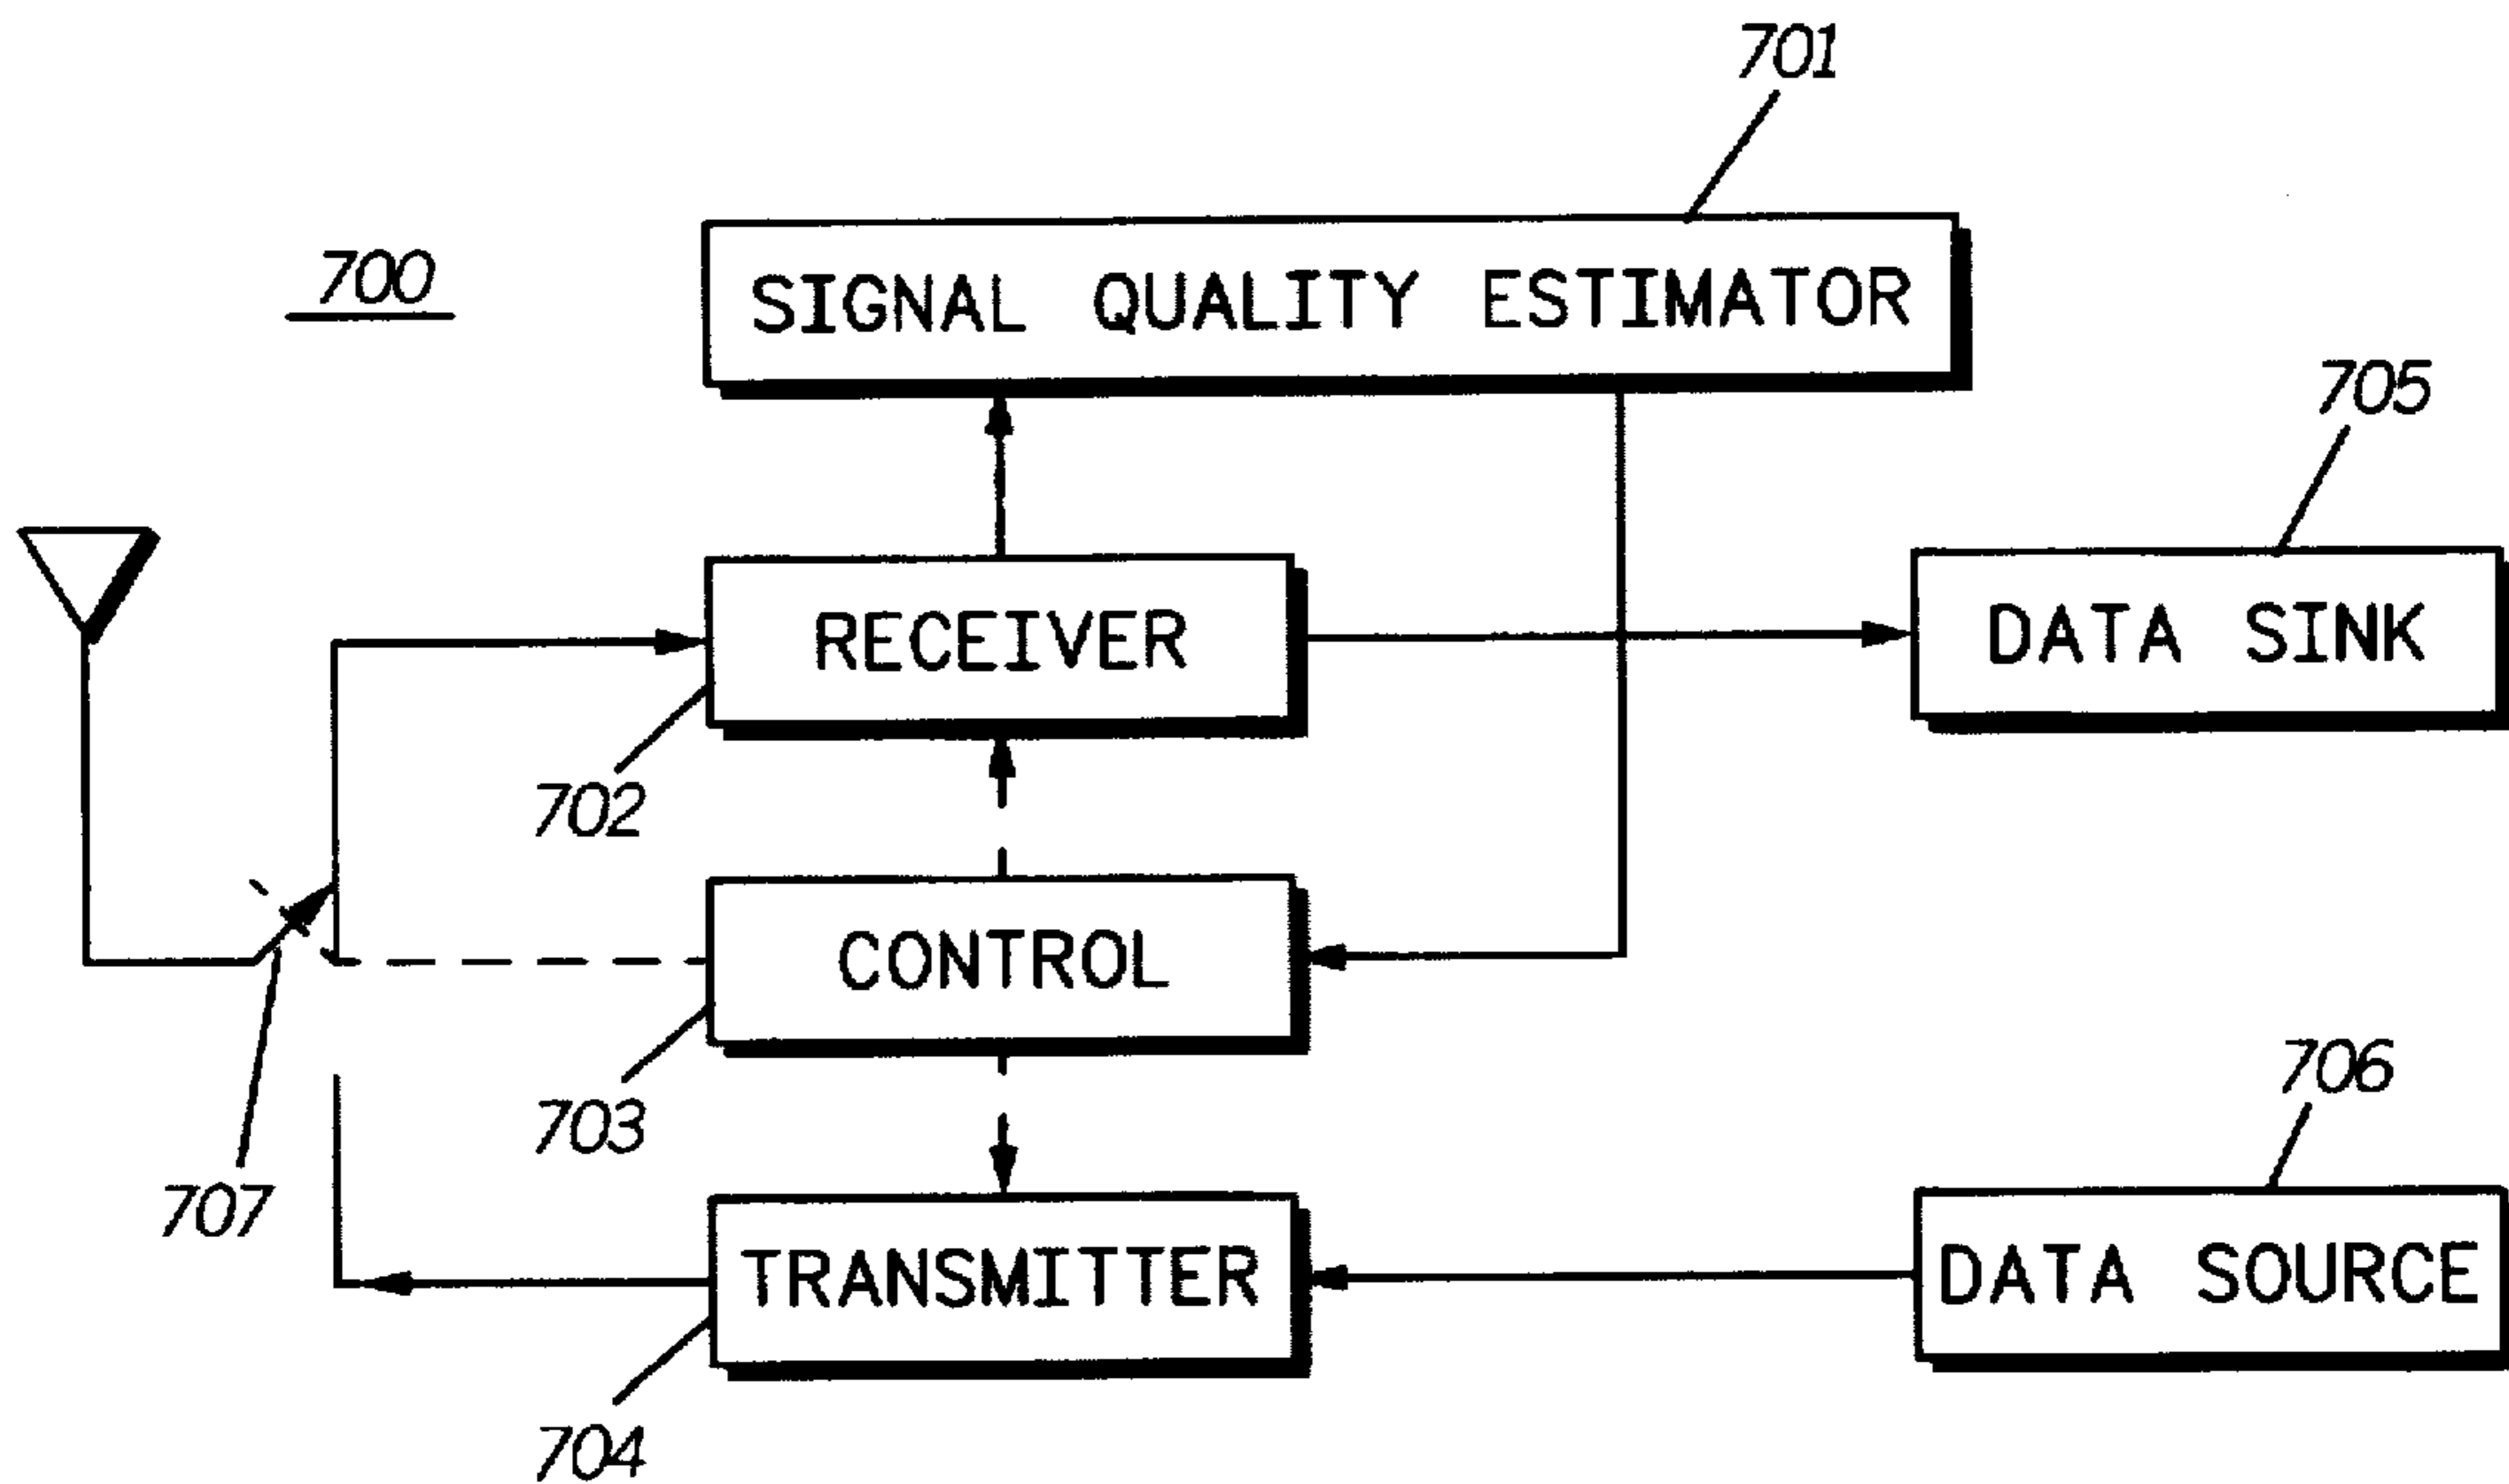 701
700
SIGNAL QUALITY ESTIMATOR
705
RECEIVER
DATA SINK
702
CONTROL
703
706
707
TRANSMITTER
DATA SOURCE
704